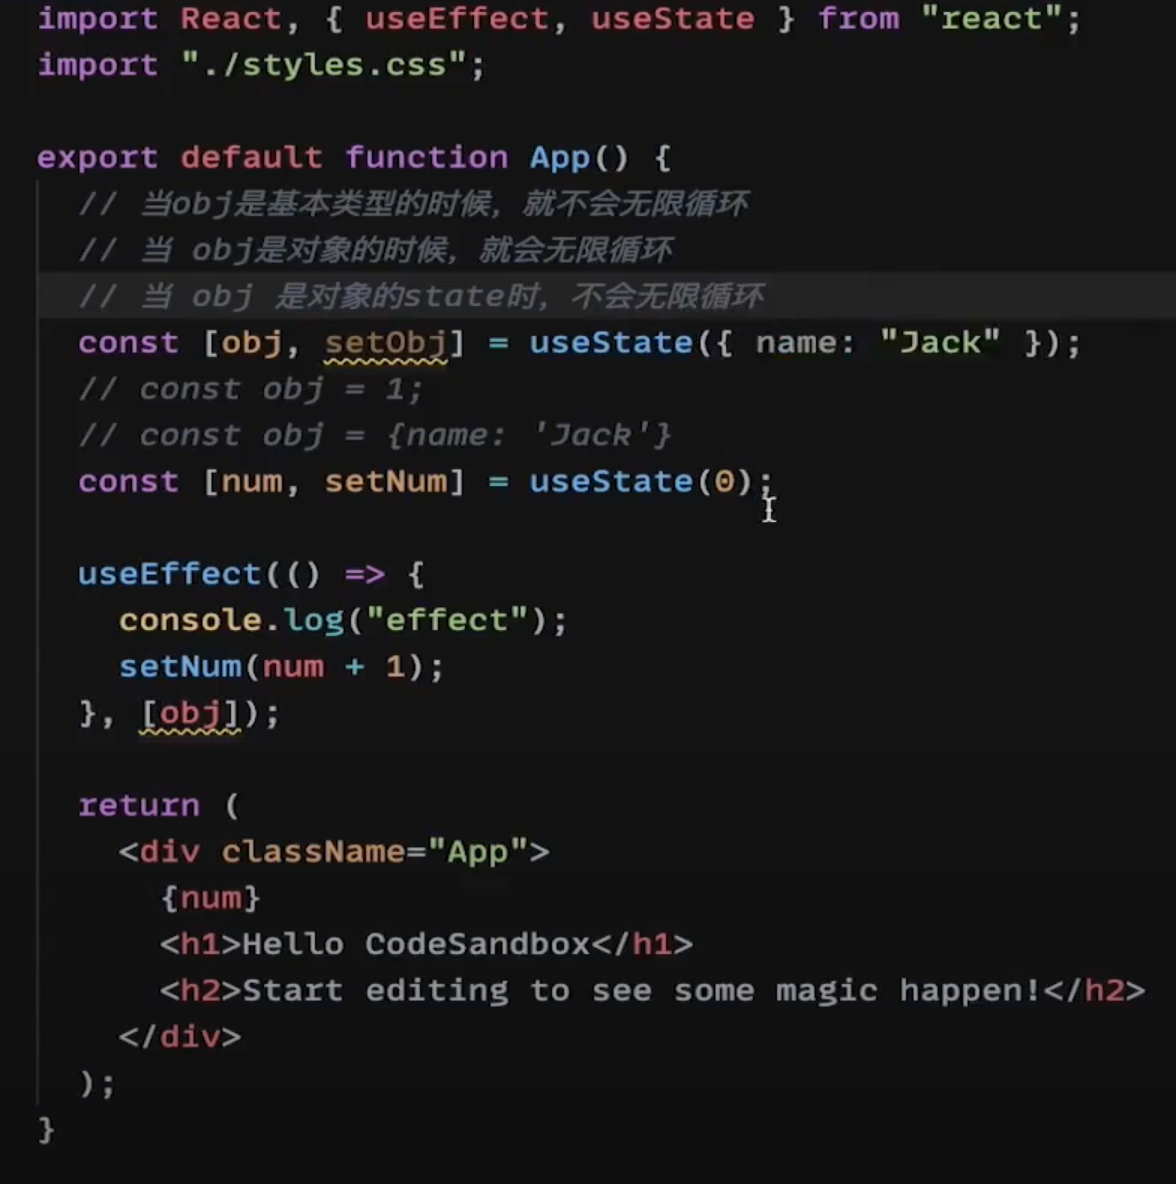 import React, { useEffect, useState } from "react";
import "./styles.css";
export default function App() {
// 当obj是基本类型的时候，就不会无限循环
// 当 obj是对象的时候，就会无限循环
// 当 obj 是对象的state时，不会无限循环
const [obj, setObj] = useState({ name: "Jack" });
// const obj = 1;
// const obj = {name: 'Jack'}
const [num, setNum] = useState(0);
useEffect(() => {
console.log("effect");
setNum(num + 1);
}, [obj]);
return (
<div className="App">
{num}
<h1>Hello CodeSandbox</h1>
<h2>Start editing to see some magic happen!</h2>
</div>
);
}